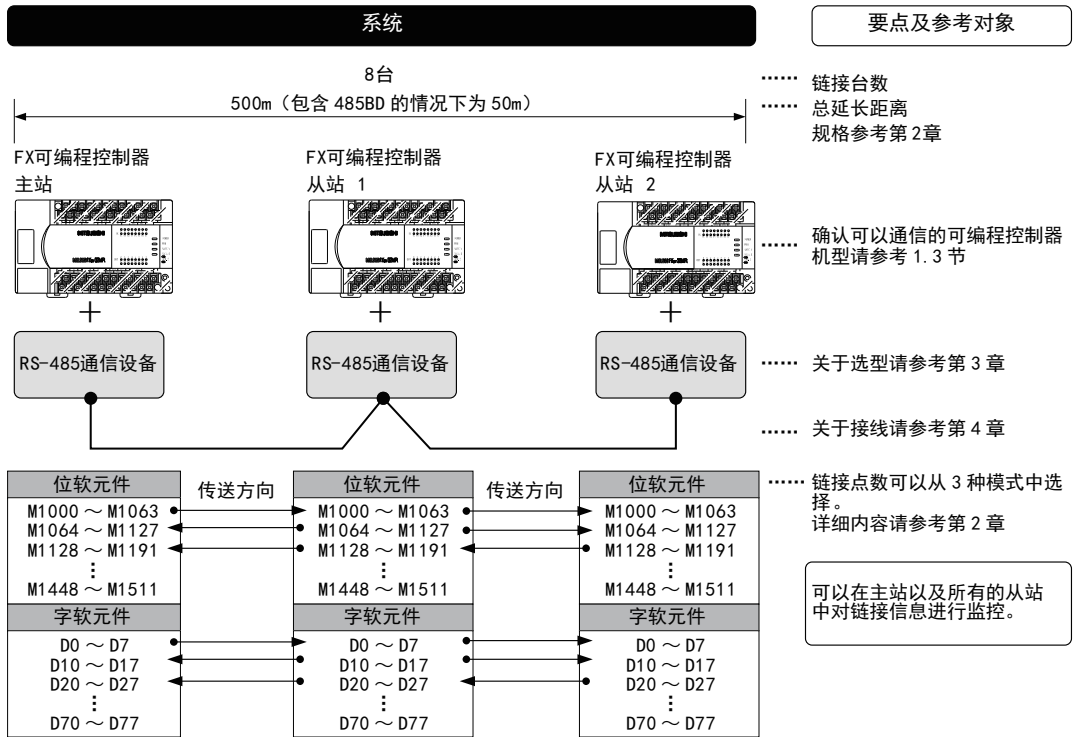 系统
要点及参考对象
8台
500m（包含 485BD 的情况下为 50m）
…… 链接台数
…… 总延长距离
规格参考第 2章
FX可编程控制器
主站
FX可编程控制器
从站 1
FX可编程控制器
从站 2
…… 确认可以通信的可编程控制器
机型请参考 1.3 节
+
+
+
RS-485通信设备
RS-485通信设备
RS-485通信设备
…… 关于选型请参考第 3 章
…… 关于接线请参考第 4 章
位软元件
M1000 ～ M1063
M1064 ～ M1127
M1128 ～ M1191
⋮
M1448 ～ M1511
字软元件
D0 ～ D7
D10 ～ D17
D20 ～ D27
⋮
D70 ～ D77
传送方向
位软元件
M1000 ～ M1063
M1064 ～ M1127
M1128 ～ M1191
⋮
M1448 ～ M1511
字软元件
D0 ～ D7
D10 ～ D17
D20 ～ D27
⋮
D70 ～ D77
传送方向
位软元件
M1000 ～ M1063
M1064 ～ M1127
M1128 ～ M1191
⋮
M1448 ～ M1511
字软元件
D0 ～ D7
D10 ～ D17
D20 ～ D27
⋮
D70 ～ D77
…… 链接点数可以从 3 种模式中选
择。
详细内容请参考第 2 章
可以在主站以及所有的从站
中对链接信息进行监控。